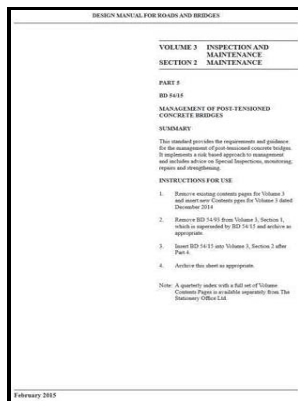 DESIGN MANUAL FOR ROADS AND BRIDGES
VOLUME 3 INSPECTION AND
MAINTENANCE
SECTION 2 MAINTENANCE
PART 5
BD 54/15
MANAGEMENT OF POST-TENSIONED
CONCRETE BRIDGES
SUMMARY
This standard provides the requirements and guidance
for the management of post-tensioned concrete bridges.
It implements a risk based approach to management
and includes advice on Special Inspections, monitoring,
repairs and strengthening.
INSTRUCTIONS FOR USE
1. Remove existing contents pages for Volume 3
and insert new Contents pages for Volume 3 dated
December 2014
2. Remove BD 54/93 from Volume 3, Section 1,
which is superseded by BD 54/15 and archive as
appropriate.
3. Insert BD 54/15 into Volume 3, Section 2 after
Part 4.
4. Archive this sheet as appropriate.
Note: A quarterly index with a full set of Volume
Contents Pages is available separately from The
Stationery Office Ltd.
February 2015